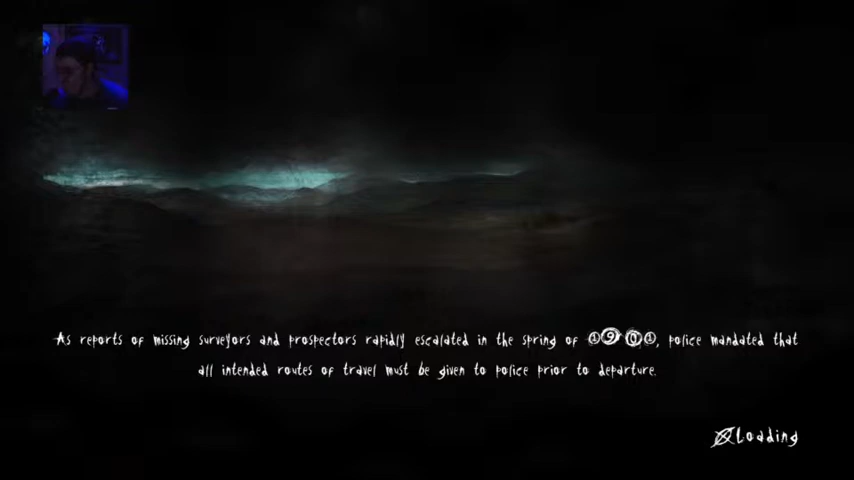 As reports of missing surveyors and prospectors rapidly escalated in the spring of 1901, police mandated that
all intended routes of travel must be given to police prior to departure.
Loading